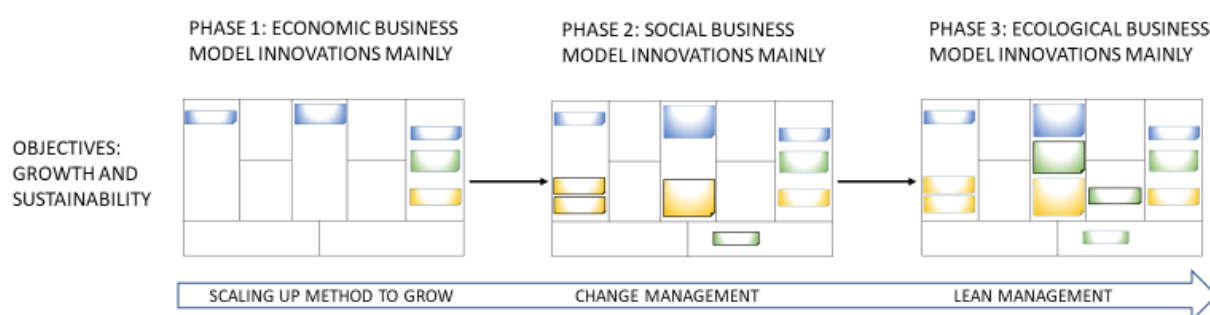 PHASE 1: ECONOMIC BUSINESS
MODEL INNOVATIONS MAINLY
PHASE 2: SOCIAL BUSINESS
MODEL INNOVATIONS MAINLY
PHASE 3: ECOLOGICAL BUSINESS
MODEL INNOVATIONS MAINLY
OBJECTIVES:
GROWTH AND
SUSTAINABILITY
SCALING UP METHOD TO GROW
CHANGE MANAGEMENT
LEAN MANAGEMENT